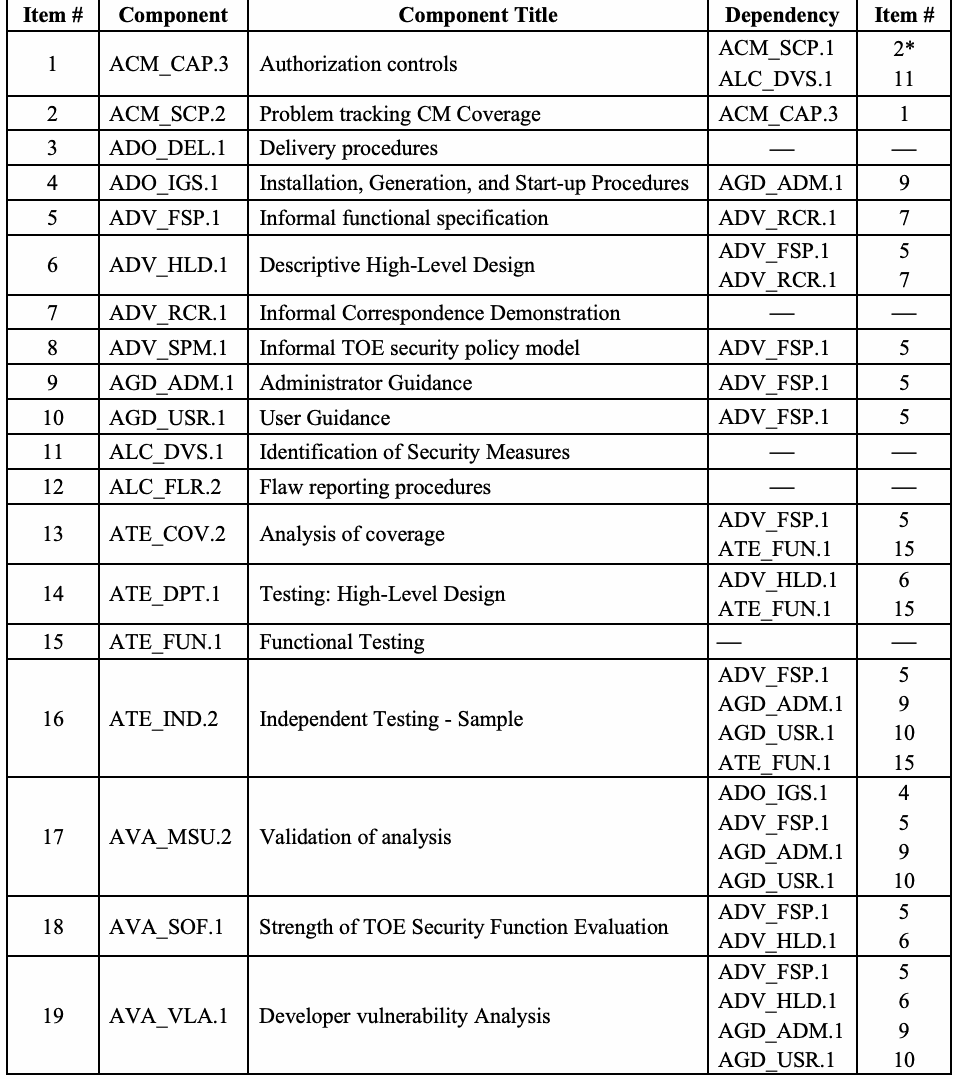 Item # Component Component Title Dependency Item #
1 ACM_CAP.3 Authorization controls ACM_SCP.1 2*
ALC_DVS.1 11
2 ACM_SCP.2 Problem tracking CM Coverage ACM_CAP.3 1
3 ADO_DEL.1 Delivery procedures — —
4 ADO_IGS.1 Installation, Generation, and Start-up Procedures AGD_ADM.1 9
5 ADV_FSP.1 Informal functional specification ADV_RCR.1 7
6 ADV_HLD.1 Descriptive High-Level Design ADV_FSP.1 5
ADV_RCR.1 7
7 ADV_RCR.1 Informal Correspondence Demonstration — —
8 ADV_SPM.1 Informal TOE security policy model ADV_FSP.1 5
9 AGD_ADM.1 Administrator Guidance ADV_FSP.1 5
10 AGD_USR.1 User Guidance ADV_FSP.1 5
11 ALC_DVS.1 Identification of Security Measures — —
12 ALC_FLR.2 Flaw reporting procedures — —
13 ATE_COV.2 Analysis of coverage ADV_FSP.1 5
ATE_FUN.1 15
14 ATE_DPT.1 Testing: High-Level Design ADV_HLD.1 6
ATE_FUN.1 15
15 ATE_FUN.1 Functional Testing — —
16 ATE_IND.2 Independent Testing - Sample ADV_FSP.1 5
AGD_ADM.1 9
AGD_USR.1 10
ATE_FUN.1 15
17 AVA_MSU.2 Validation of analysis ADO_IGS.1 4
ADV_FSP.1 5
AGD_ADM.1 9
AGD_USR.1 10
18 AVA_SOF.1 Strength of TOE Security Function Evaluation ADV_FSP.1 5
ADV_HLD.1 6
19 AVA_VLA.1 Developer vulnerability Analysis ADV_FSP.1 5
ADV_HLD.1 6
AGD_ADM.1 9
AGD_USR.1 10